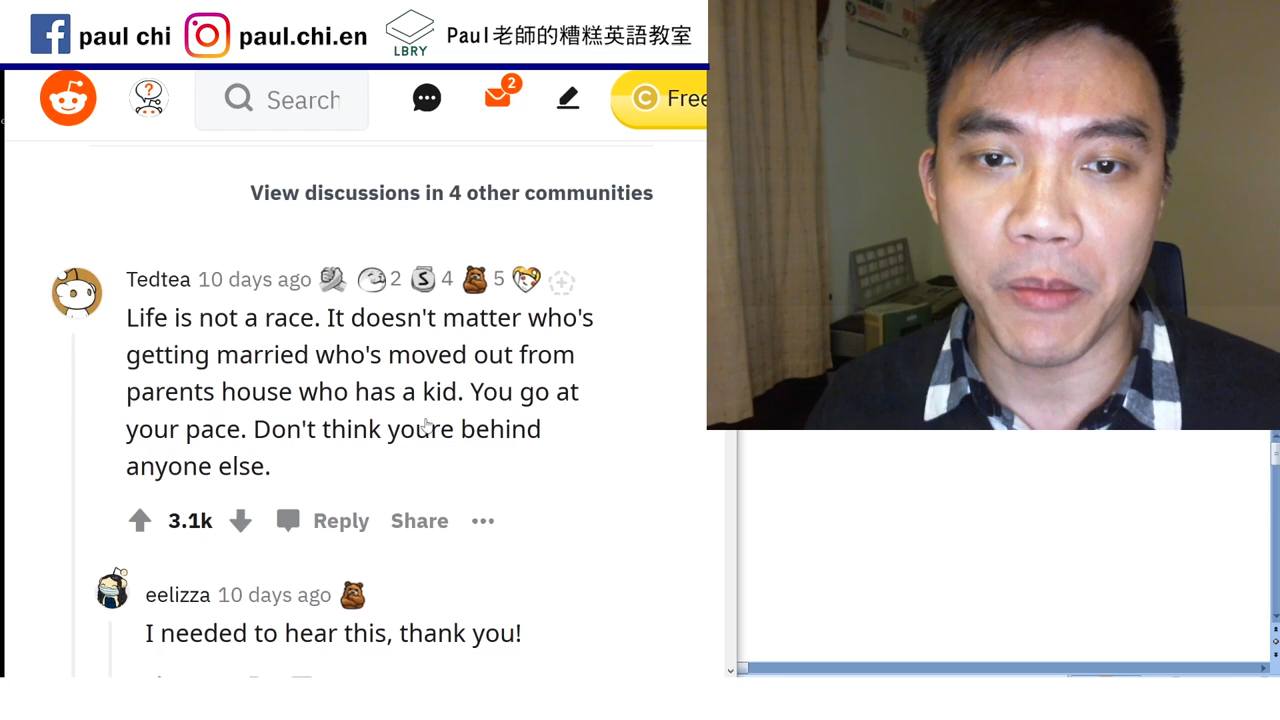 paul chi paul.chi.en LBRY Paul老師的糟糕英語教室
Search 2 Free
View discussions in 4 other communities
Tedtea 10 days ago 2 S 4 5
Life is not a race. It doesn't matter who's
getting married who's moved out from
parents house who has a kid. You go at
your pace. Don't think youre behind
anyone else.
3.1k Reply Share
eelizza 10 days ago
I needed to hear this, thank you!